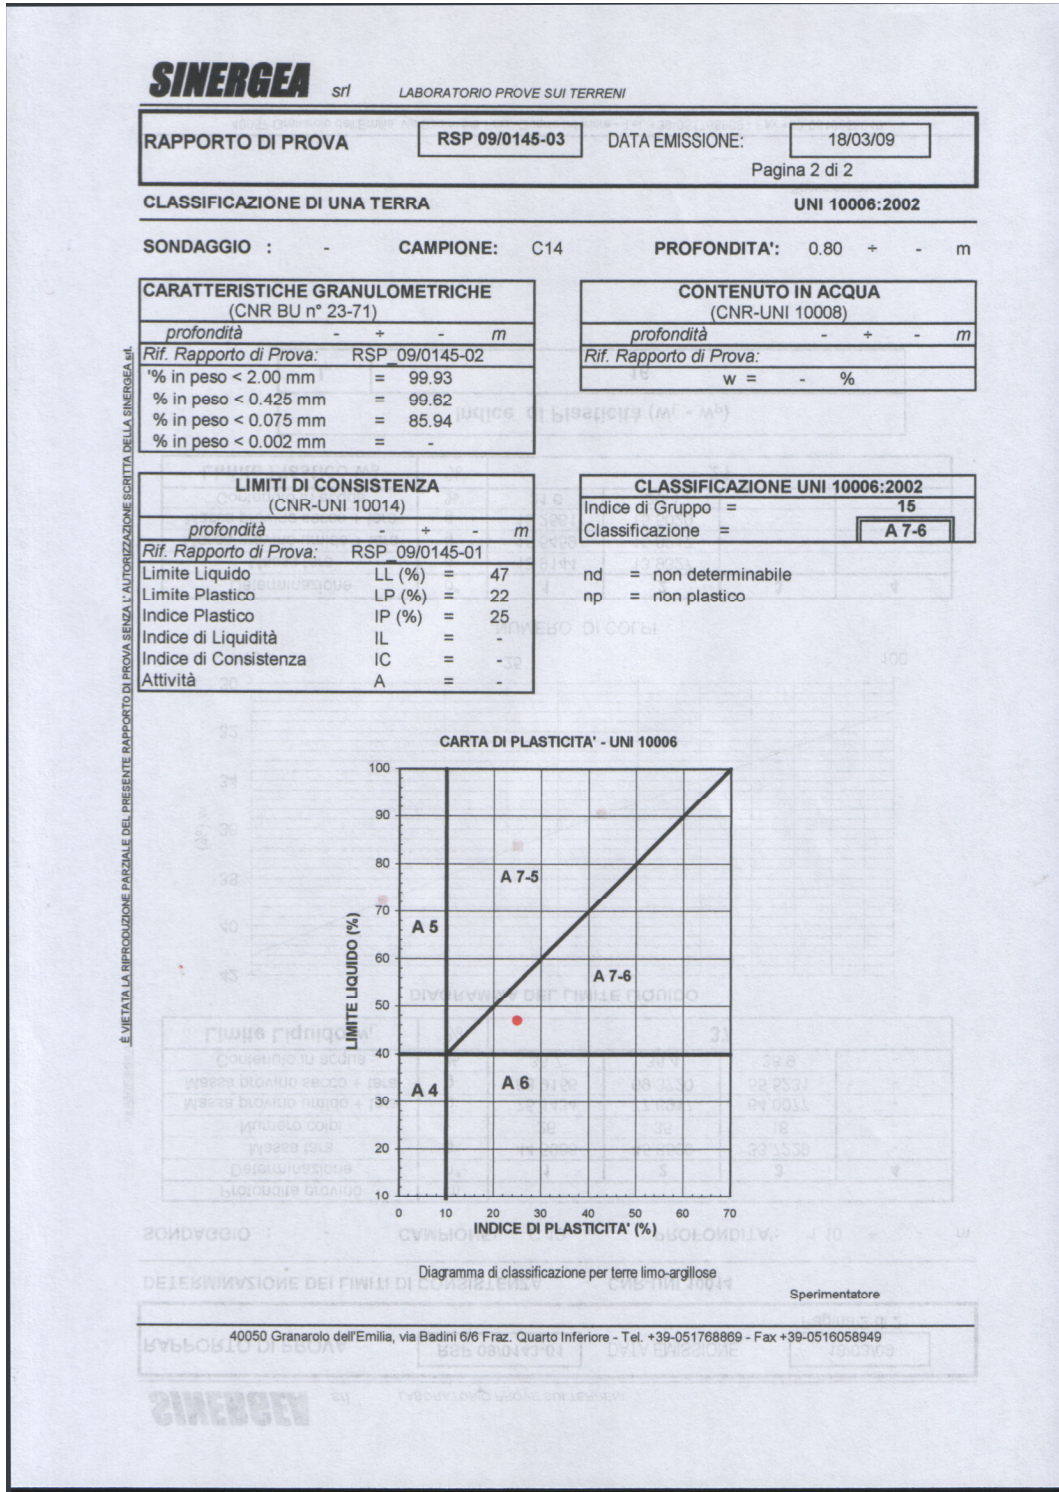 SINERGEA srl LABORATORIO PROVE SUI TERRENI
RAPPORTO DI PROVA RSP 09/0145-03 DATA EMISSIONE: 18/03/09
Pagina 2 di 2
CLASSIFICAZIONE DI UNA TERRA UNI 10006:2002
SONDAGGIO : - CAMPIONE: C14 PROFONDITA': 0.80 ÷ - m
CARATTERISTICHE GRANULOMETRICHE
(CNR BU n° 23-71)
profondità - ÷ - m
Rif. Rapporto di Prova: RSP_09/0145-02
'% in peso < 2.00 mm = 99.93
% in peso < 0.425 mm = 99.62
% in peso < 0.075 mm = 85.94
% in peso < 0.002 mm = -
CONTENUTO IN ACQUA
(CNR-UNI 10008)
profondità - ÷ - m
Rif. Rapporto di Prova:
w = - %
LIMITI DI CONSISTENZA
(CNR-UNI 10014)
profondità - ÷ - m
Rif. Rapporto di Prova: RSP_09/0145-01
Limite Liquido LL (%) = 47
Limite Plastico LP (%) = 22
Indice Plastico IP (%) = 25
Indice di Liquidità IL = -
Indice di Consistenza IC = -
Attività A = -
CLASSIFICAZIONE UNI 10006:2002
Indice di Gruppo = 15
Classificazione = A 7-6
nd = non determinabile
np = non plastico
È VIETATA LA RIPRODUZIONE PARZIALE DEL PRESENTE RAPPORTO DI PROVA SENZA L'AUTORIZZAZIONE SCRITTA DELLA SINERGEA srl.
CARTA DI PLASTICITA' - UNI 10006
LIMITE LIQUIDO (%)
100
90
80
70
60
50
40
30
20
10
A 7-5
A 5
A 7-6
A 4
A 6
0 10 20 30 40 50 60 70
INDICE DI PLASTICITA' (%)
Diagramma di classificazione per terre limo-argillose
Sperimentatore
40050 Granarolo dell'Emilia, via Badini 6/6 Fraz. Quarto Inferiore - Tel. +39-051768869 - Fax +39-0516058949